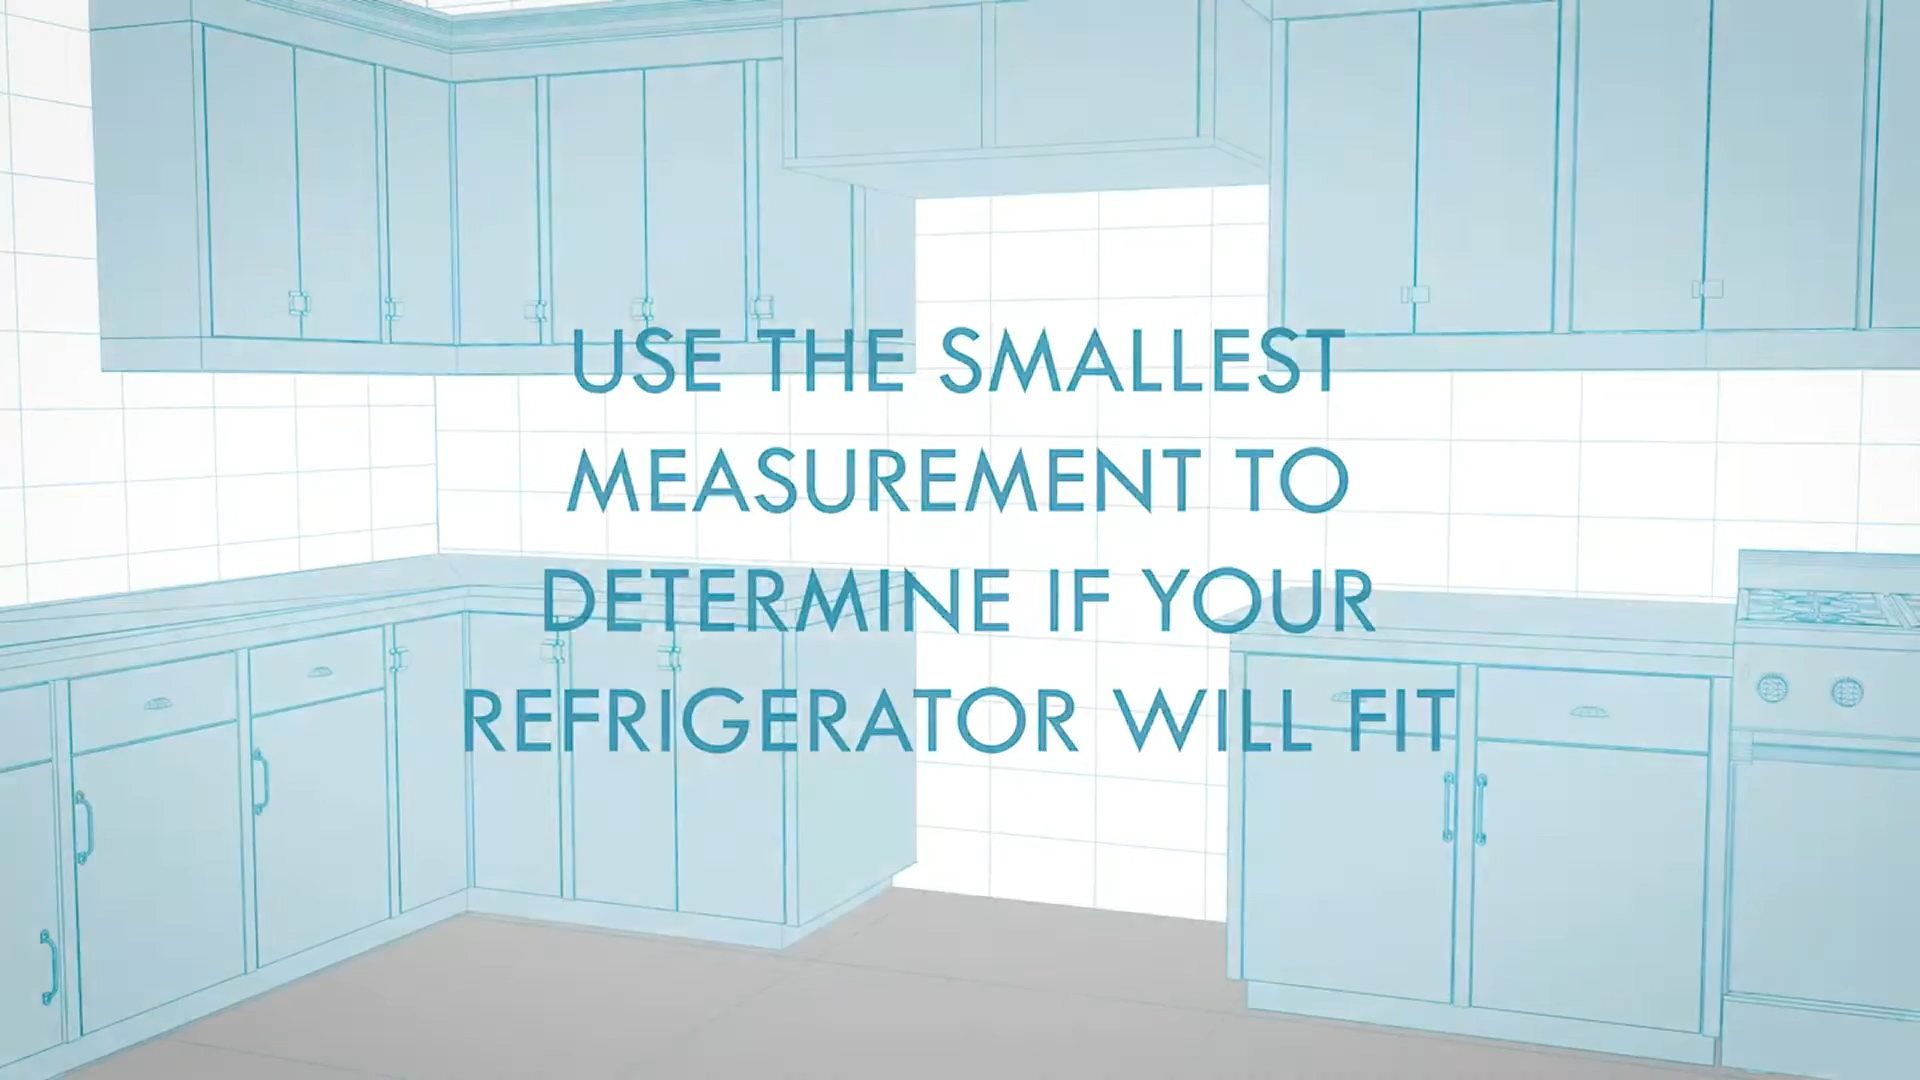 USE THE SMALLEST
MEASUREMENT TO
DETERMINE IF YOUR
REFRIGERATOR WILL FIT